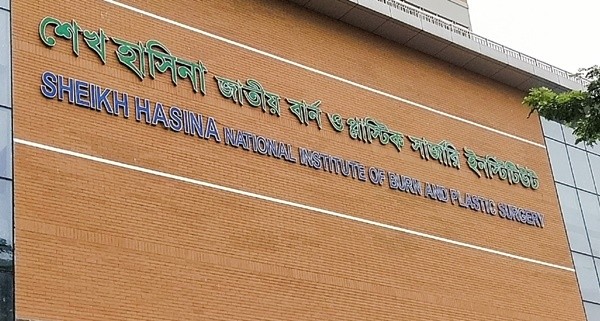 শেখ হাসিনা জাতীয় বার্ন ও প্লাস্টিক সার্জারি ইনস্টিটিউট
SHEIKH HASINA NATIONAL INSTITUTE OF BURN AND PLASTIC SURGERY